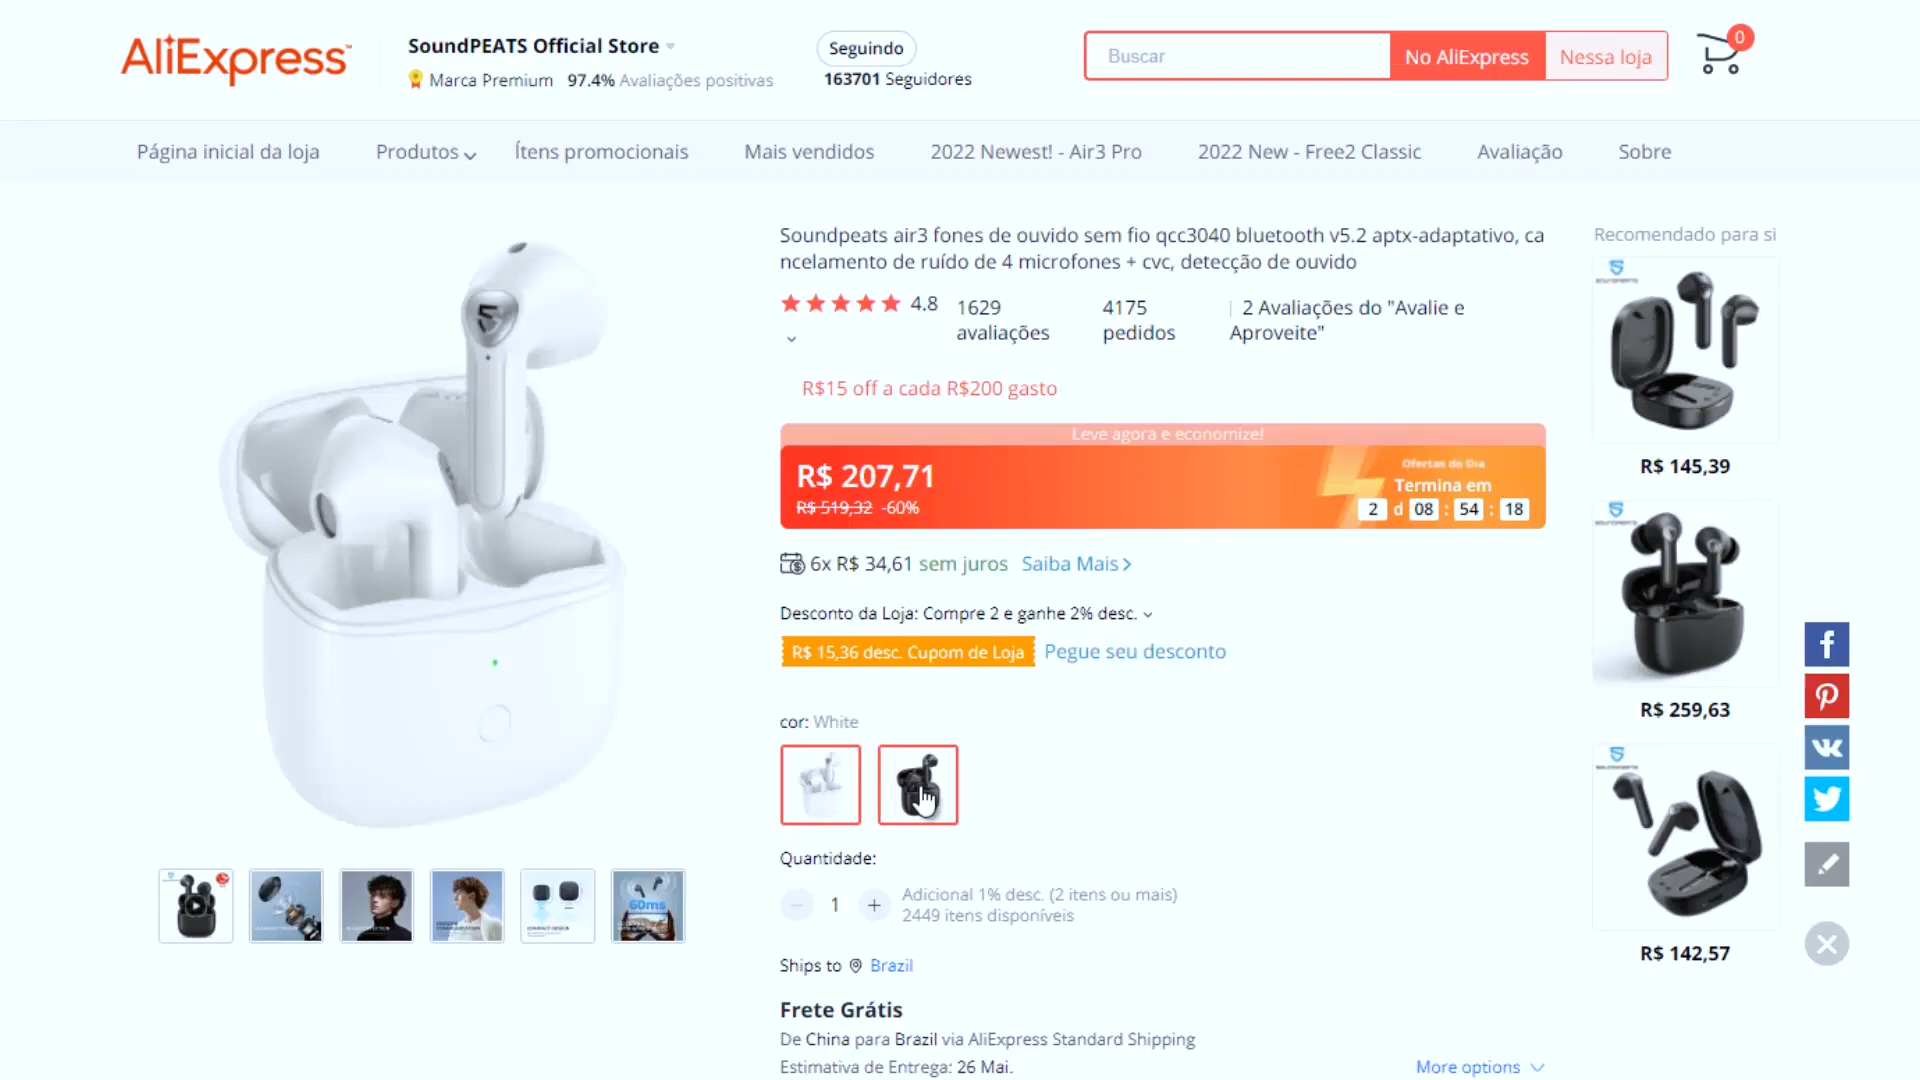 AliExpress
SoundPEATS Official Store
Marca Premium 97.4% Avaliações positivas
Seguindo
163701 Seguidores
Buscar
No AliExpress
Nessa loja
0
Página inicial da loja
Produtos
Ítens promocionais
Mais vendidos
2022 Newest! - Air3 Pro
2022 New - Free2 Classic
Avaliação
Sobre
Soundpeats air3 fones de ouvido sem fio qcc3040 bluetooth v5.2 aptx-adaptativo, ca
ncelamento de ruído de 4 microfones + cvc, detecção de ouvido
4.8
1629
avaliações
4175
pedidos
2 Avaliações do "Avalie e
Aproveite"
R$15 off a cada R$200 gasto
Leve agora e economize!
R$ 207,71
R$ 519,32 -60%
Ofertas do Dia
Termina em
2 d 08 : 54 : 18
6x R$ 34,61 sem juros Saiba Mais
Desconto da Loja: Compre 2 e ganhe 2% desc.
R$ 15,36 desc. Cupom de Loja
Pegue seu desconto
cor: White
Quantidade:
1
Adicional 1% desc. (2 itens ou mais)
2449 itens disponíveis
Ships to Brazil
Frete Grátis
De China para Brazil via AliExpress Standard Shipping
Estimativa de Entrega: 26 Mai.
More options
60ms
Recomendado para si
R$ 145,39
R$ 259,63
R$ 142,57